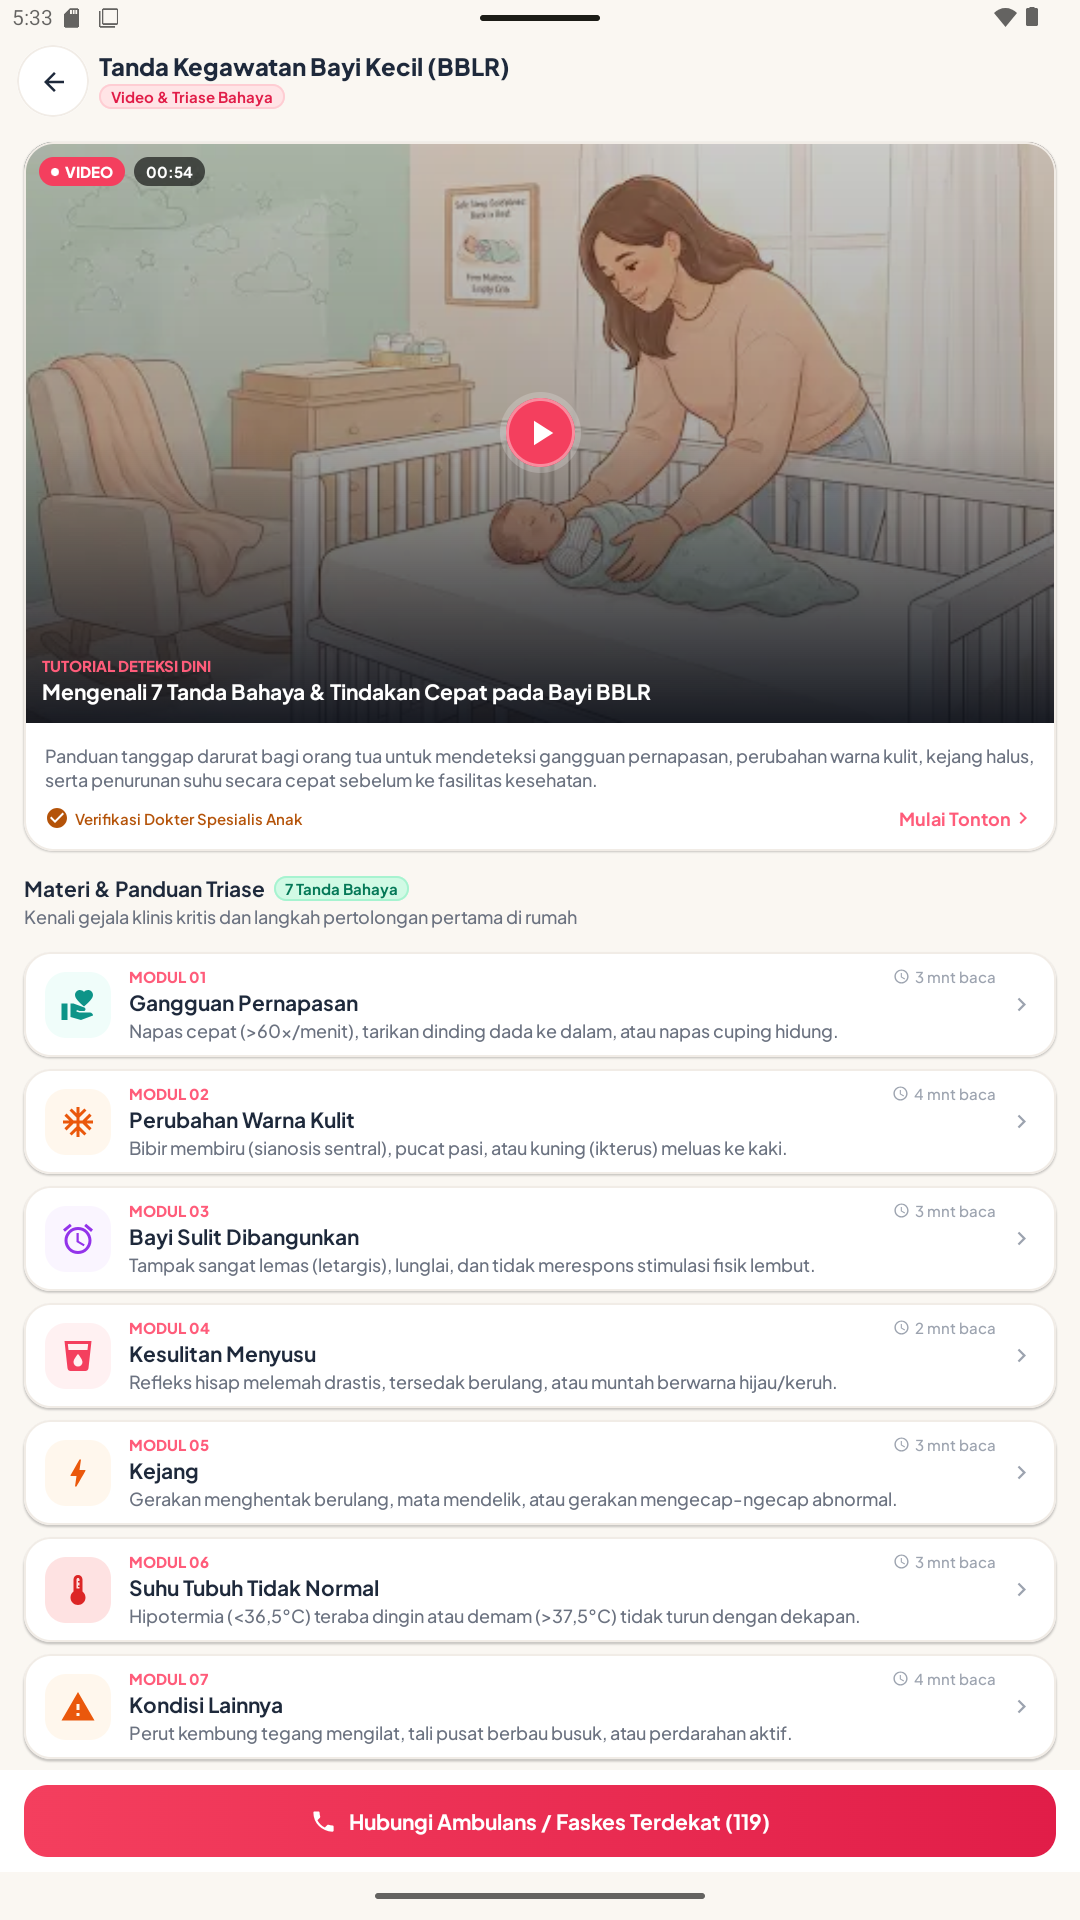 5:33
Tanda Kegawatan Bayi Kecil (BBLR)
Video & Triase Bahaya
VIDEO
00:54
Back is Best
Empty Crib
TUTORIAL DETEKSI DINI
Mengenali 7 Tanda Bahaya & Tindakan Cepat pada Bayi BBLR
Panduan tanggap darurat bagi orang tua untuk mendeteksi gangguan pernapasan, perubahan warna kulit, kejang halus,
serta penurunan suhu secara cepat sebelum ke fasilitas kesehatan.
Verifikasi Dokter Spesialis Anak
Mulai Tonton
Materi & Panduan Triase
7 Tanda Bahaya
Kenali gejala klinis kritis dan langkah pertolongan pertama di rumah
MODUL 01
3 mnt baca
Gangguan Pernapasan
Napas cepat (>60×/menit), tarikan dinding dada ke dalam, atau napas cuping hidung.
MODUL 02
4 mnt baca
Perubahan Warna Kulit
Bibir membiru (sianosis sentral), pucat pasi, atau kuning (ikterus) meluas ke kaki.
MODUL 03
3 mnt baca
Bayi Sulit Dibangunkan
Tampak sangat lemas (letargis), lunglai, dan tidak merespons stimulasi fisik lembut.
MODUL 04
2 mnt baca
Kesulitan Menyusu
Refleks hisap melemah drastis, tersedak berulang, atau muntah berwarna hijau/keruh.
MODUL 05
3 mnt baca
Kejang
Gerakan menghentak berulang, mata mendelik, atau gerakan mengecap-ngecap abnormal.
MODUL 06
3 mnt baca
Suhu Tubuh Tidak Normal
Hipotermia (<36,5°C) teraba dingin atau demam (>37,5°C) tidak turun dengan dekapan.
MODUL 07
4 mnt baca
Kondisi Lainnya
Perut kembung tegang mengilat, tali pusat berbau busuk, atau perdarahan aktif.
Hubungi Ambulans / Faskes Terdekat (119)